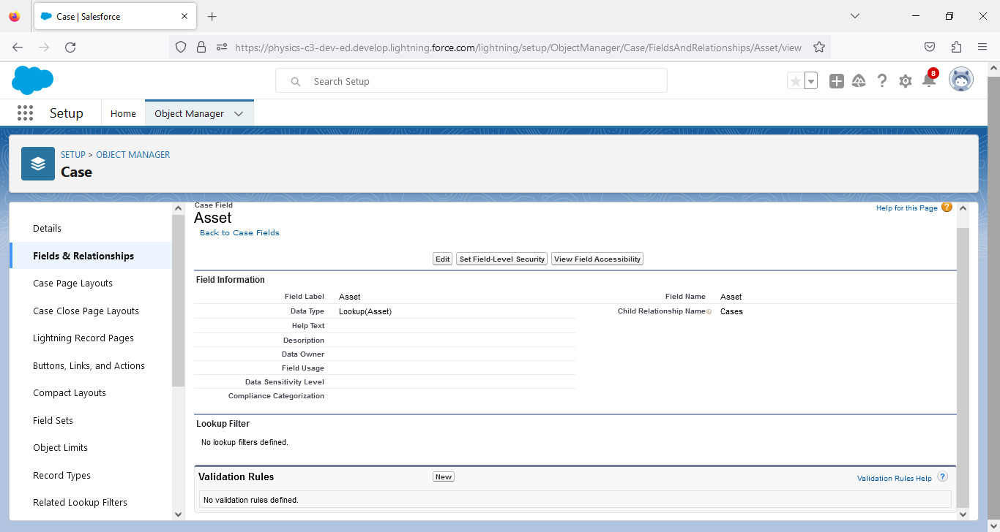 Case | Salesforce
https://physics-c3-dev-ed.develop.lightning.force.com/lightning/setup/ObjectManager/Case/FieldsAndRelationships/Asset/view
Search Setup
8
Setup
Home
Object Manager
SETUP > OBJECT MANAGER
Case
Details
Fields & Relationships
Case Page Layouts
Case Close Page Layouts
Lightning Record Pages
Buttons, Links, and Actions
Compact Layouts
Field Sets
Object Limits
Record Types
Related Lookup Filters
Case Field
Asset
Help for this Page ?
Back to Case Fields
Edit Set Field-Level Security View Field Accessibility
Field Information
Field Label Asset Field Name Asset
Data Type Lookup(Asset) Child Relationship Name Cases
Help Text
Description
Data Owner
Field Usage
Data Sensitivity Level
Compliance Categorization
Lookup Filter
No lookup filters defined.
Validation Rules New Validation Rules Help ?
No validation rules defined.